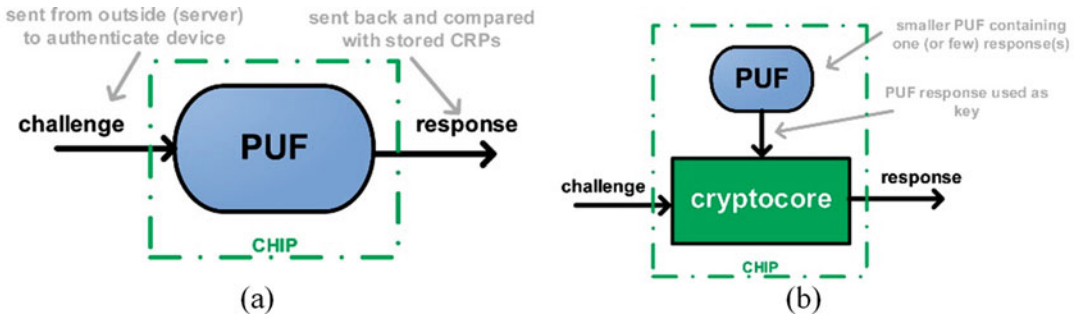 sent from outside (server)
to authenticate device
sent back and compared
with stored CRPs
challenge
PUF
response
CHIP
(a)
smaller PUF containing
one (or few) response(s)
PUF
PUF response used as
key
challenge
cryptocore
response
CHIP
(b)